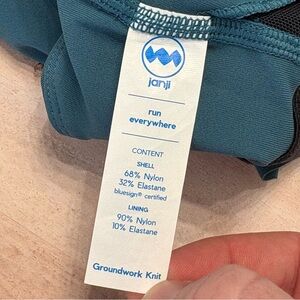 janji
run
everywhere
CONTENT
SHELL
68% Nylon
32% Elastane
bluesign® certified
LINING
90% Nylon
10% Elastane
Groundwork Knit